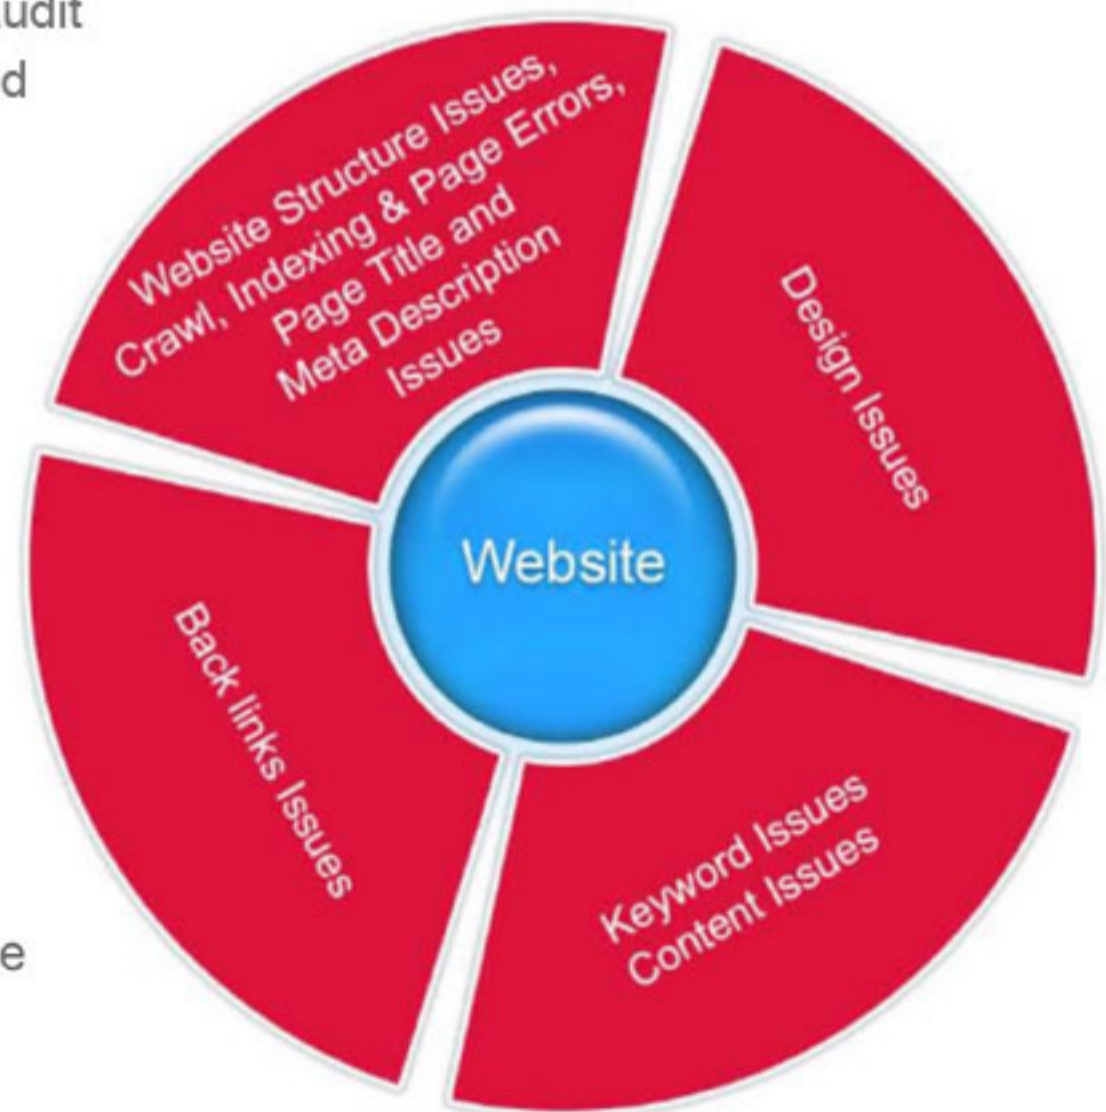 d
Website Structure Issues,
Crawl, Indexing & Page Errors,
Page Title and
Meta Description
Issues
Design Issues
Website
Back links Issues
Keyword Issues
Content Issues
e